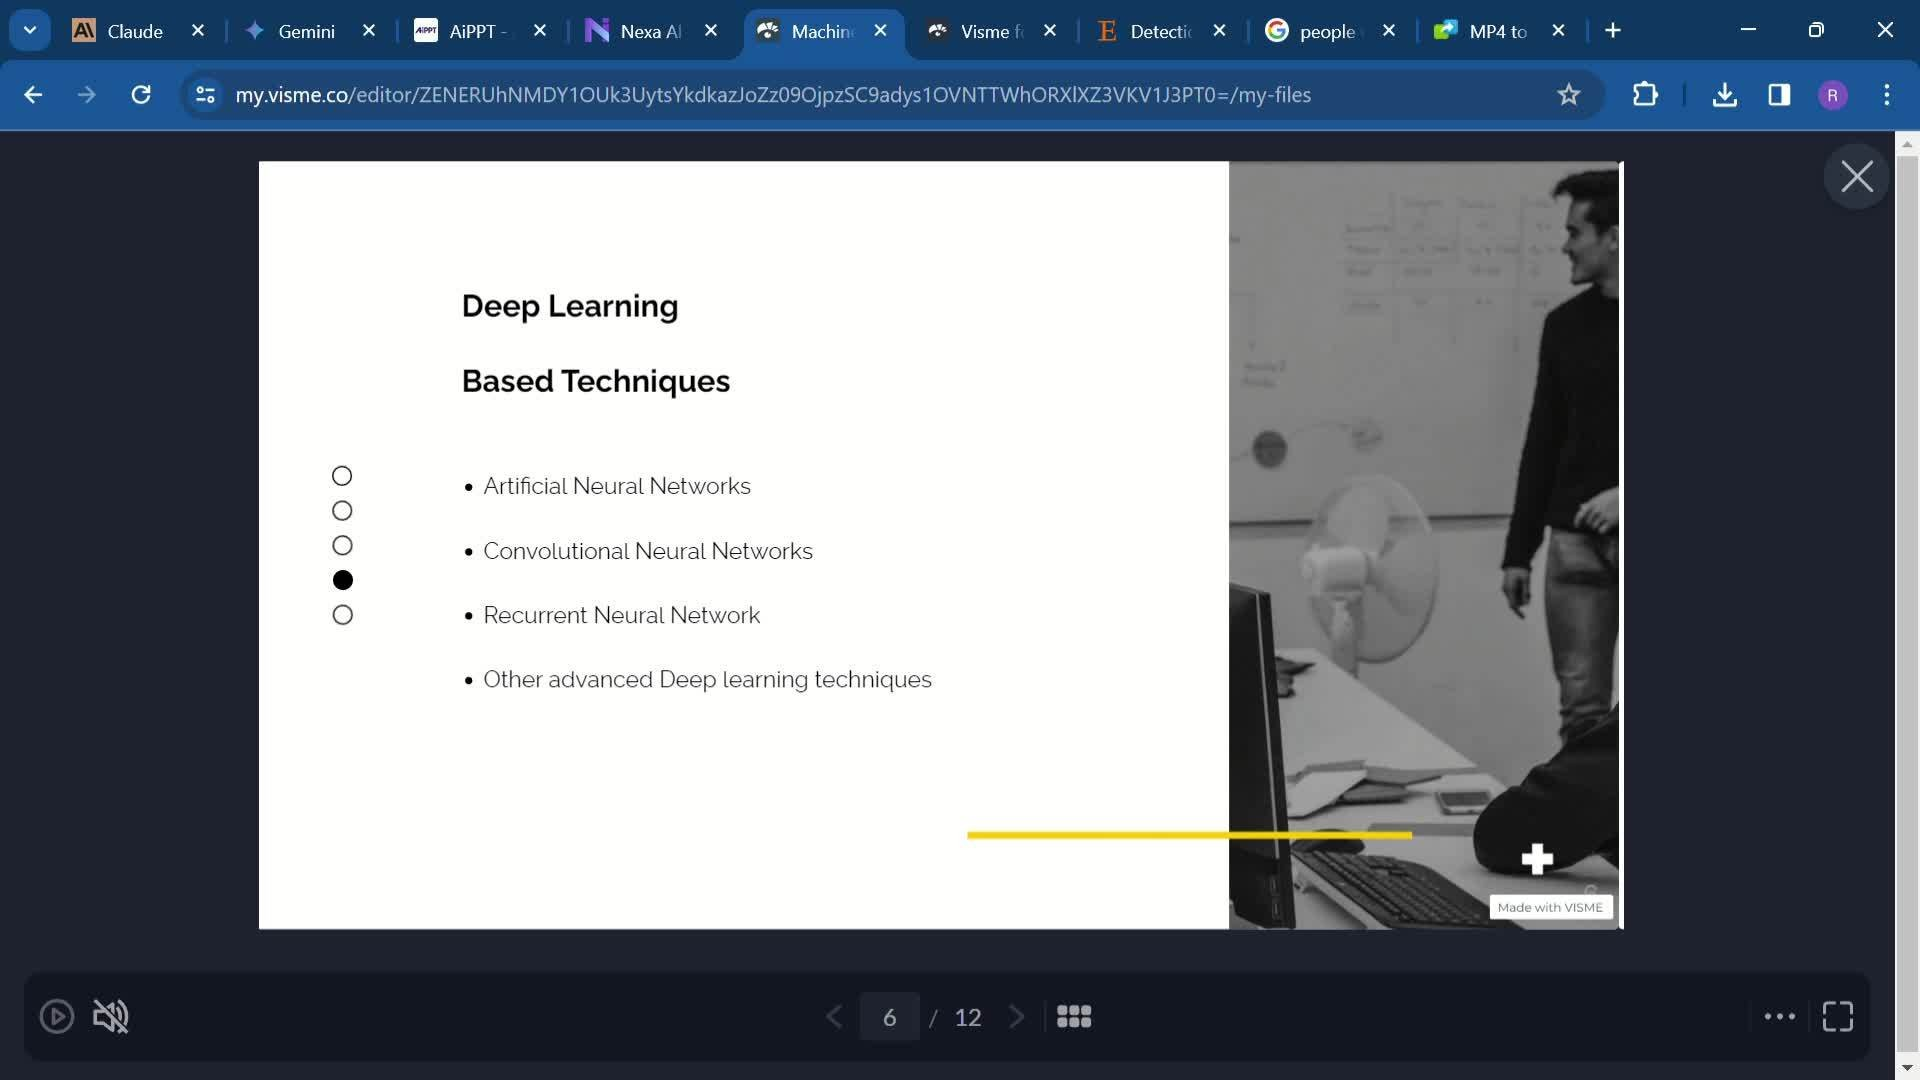 Claude
Gemini
AiPPT -
Nexa AI
Machin
Visme f
Detectic
people
MP4 to
my.visme.co/editor/ZENERUhNMDY1OUk3UytsYkdkazJoZz09OjpzSC9adys1OVNTTWhORXlXZ3VKV1J3PT0=/my-files
R
Deep Learning
Based Techniques
• Artificial Neural Networks
• Convolutional Neural Networks
• Recurrent Neural Network
• Other advanced Deep learning techniques
Made with VISME
6 / 12